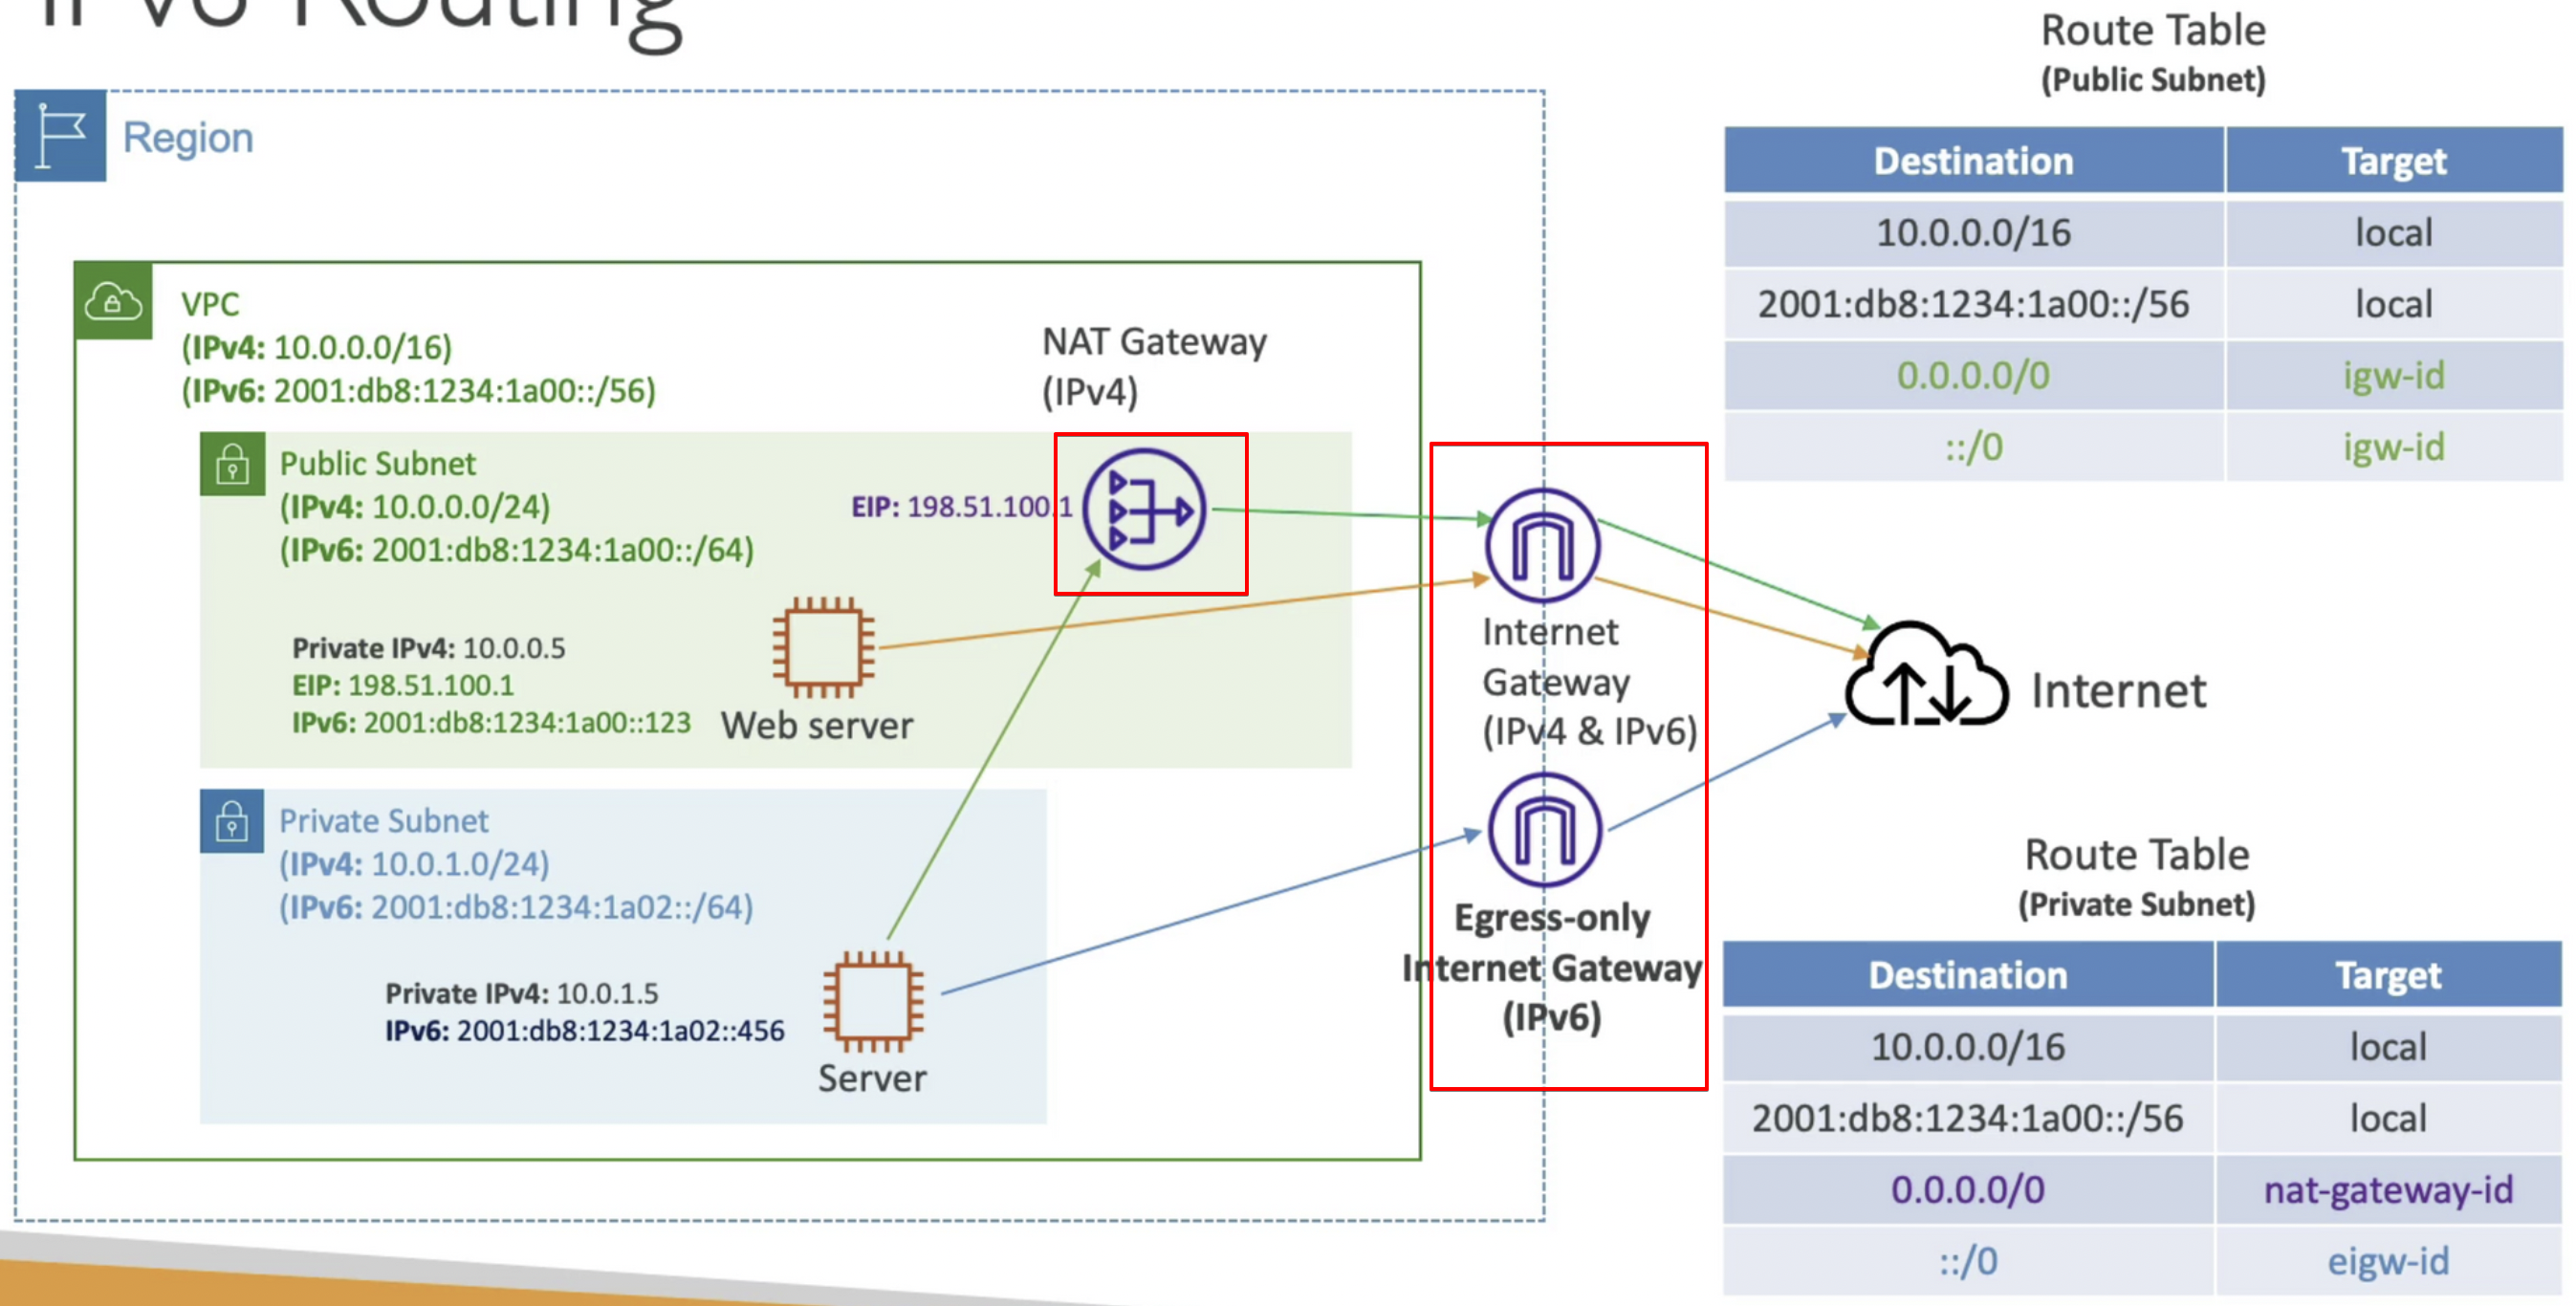 IPv6 Routing
Region
VPC
(IPv4: 10.0.0.0/16)
(IPv6: 2001:db8:1234:1a00::/56)
NAT Gateway
(IPv4)
Public Subnet
(IPv4: 10.0.0.0/24)
(IPv6: 2001:db8:1234:1a00::/64)
EIP: 198.51.100.1
Private IPv4: 10.0.0.5
EIP: 198.51.100.1
IPv6: 2001:db8:1234:1a00::123
Web server
Private Subnet
(IPv4: 10.0.1.0/24)
(IPv6: 2001:db8:1234:1a02::/64)
Private IPv4: 10.0.1.5
IPv6: 2001:db8:1234:1a02::456
Server
Internet
Gateway
(IPv4 & IPv6)
Egress-only
Internet Gateway
(IPv6)
Internet
Route Table
(Public Subnet)
Destination Target
10.0.0.0/16 local
2001:db8:1234:1a00::/56 local
0.0.0.0/0 igw-id
::/0 igw-id
Route Table
(Private Subnet)
Destination Target
10.0.0.0/16 local
2001:db8:1234:1a00::/56 local
0.0.0.0/0 nat-gateway-id
::/0 eigw-id